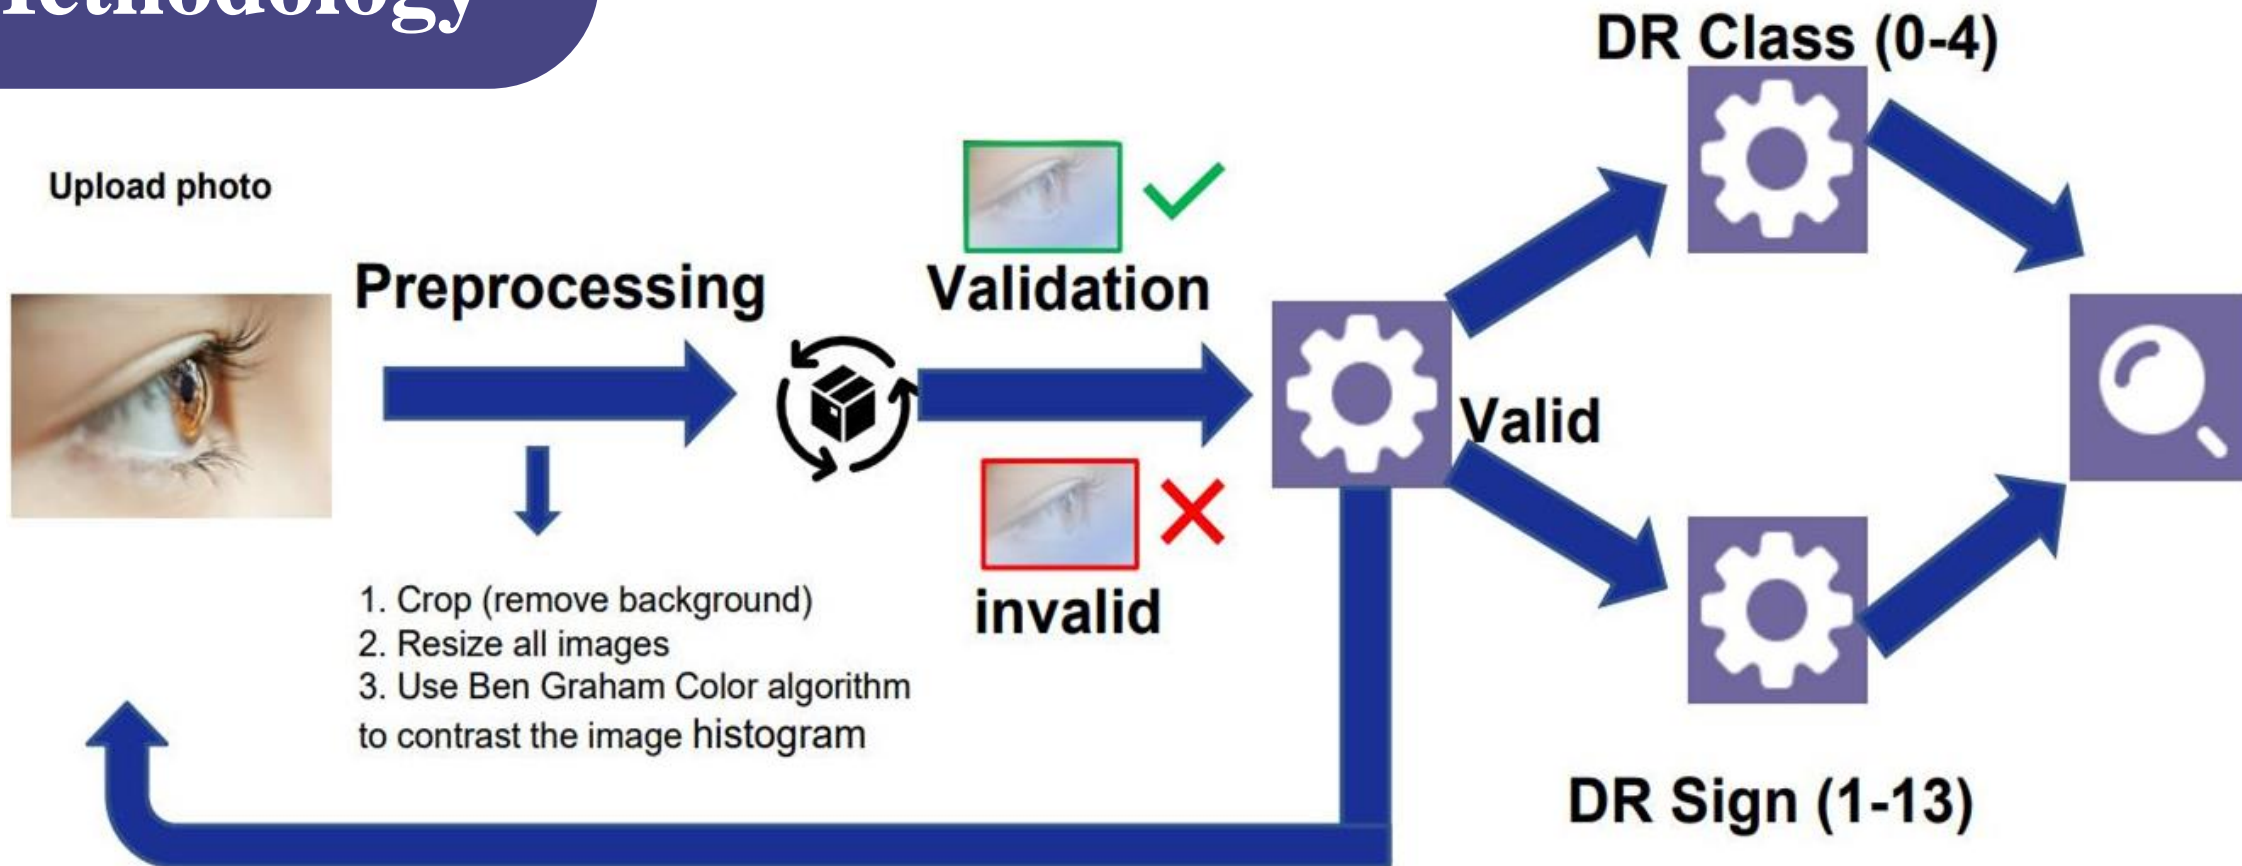 Upload photo
Preprocessing
1. Crop (remove background)
2. Resize all images
3. Use Ben Graham Color algorithm
to contrast the image histogram
Validation
invalid
Valid
DR Class (0-4)
DR Sign (1-13)